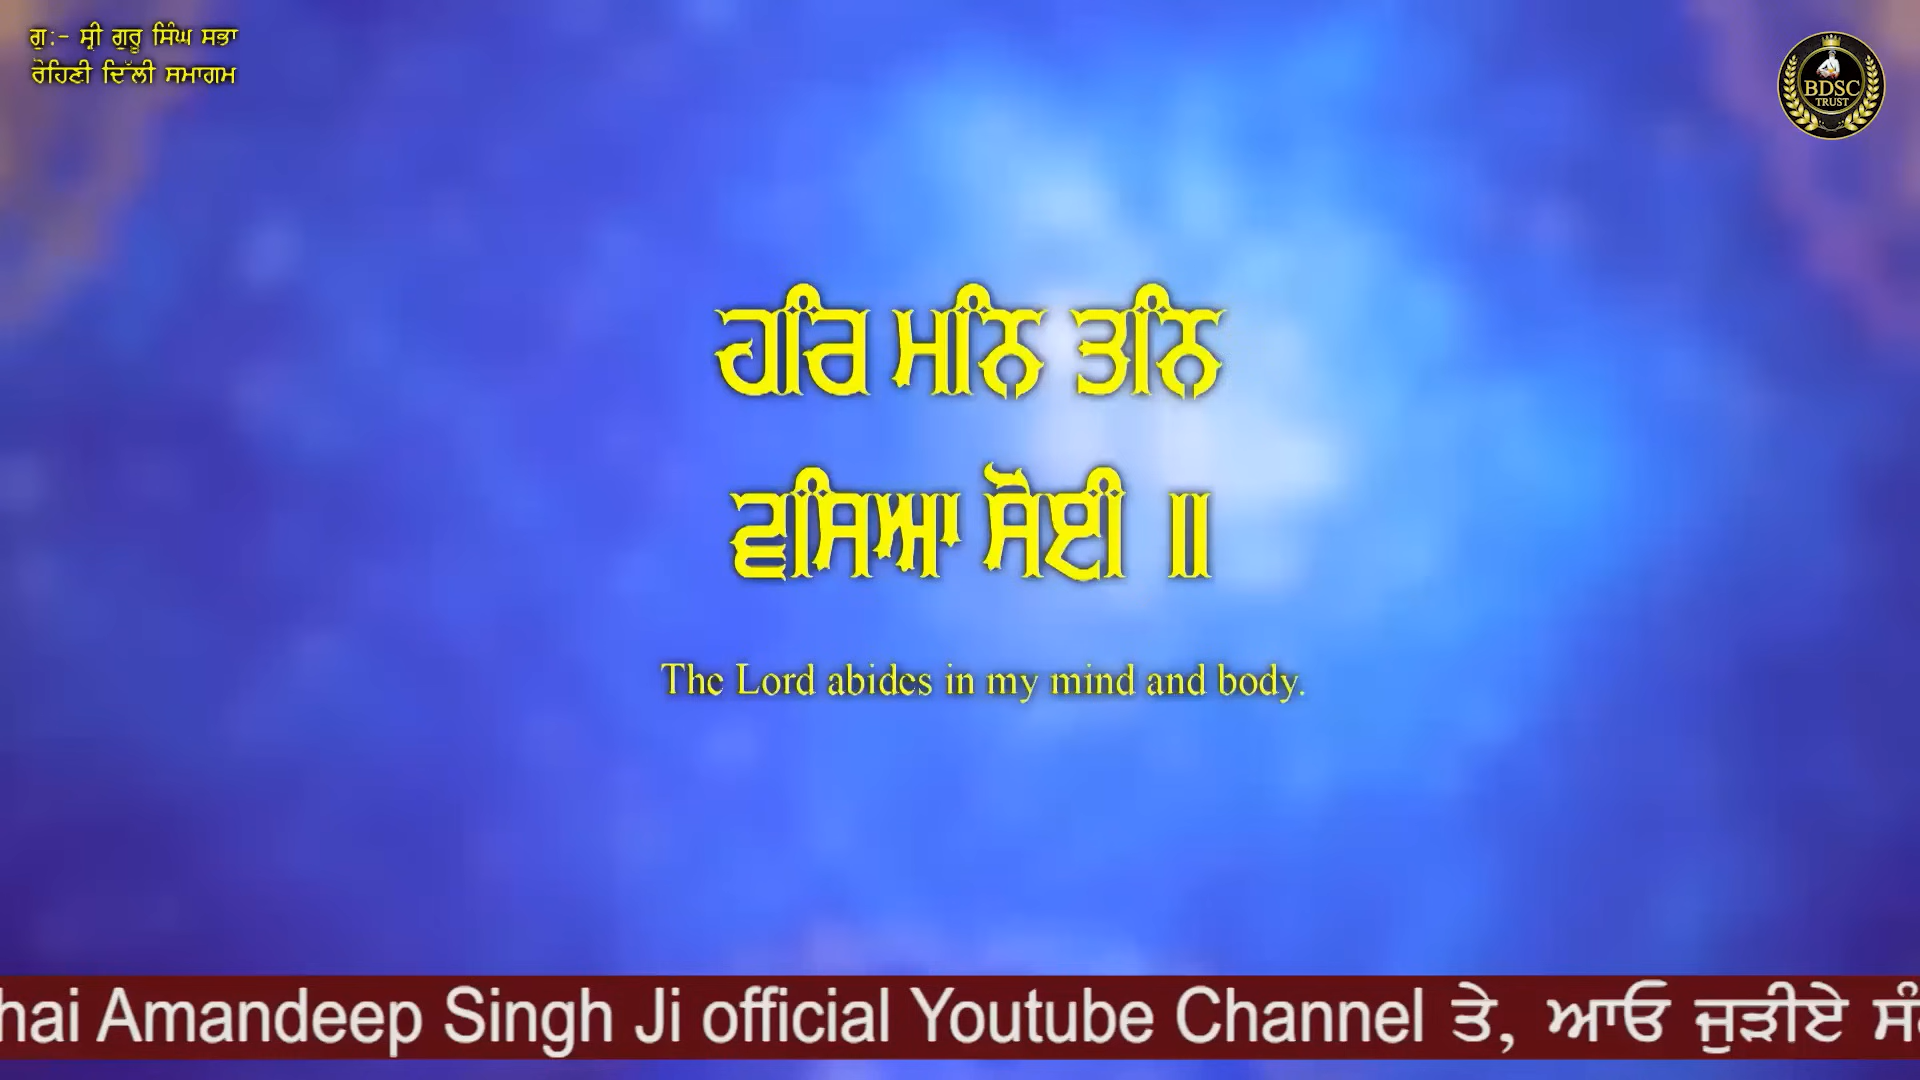 ਗੁ:- ਸ੍ਰੀ ਗੁਰੂ ਸਿੰਘ ਸਭਾ
ਰੋਹਿਣੀ ਦਿੱਲੀ ਸਮਾਗਮ
BDSC
TRUST
ਹਰਿ ਮਨਿ ਤਨਿ
ਵਸਿਆ ਸੋਈ ॥
The Lord abides in my mind and body.
hai Amandeep Singh Ji official Youtube Channel ਤੇ, ਆਓ ਜੁੜੀਏ